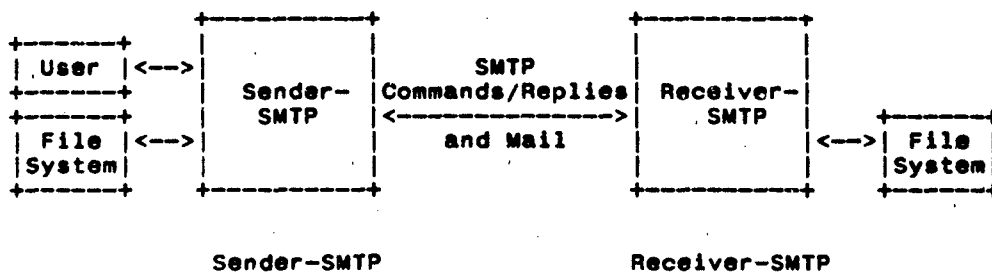 User
SMTP
Sender-
Commands/Replies
Receiver-
SMTP
SMTP
File
and Mail
File
System
System
Sender-SMTP
Receiver-SMTP